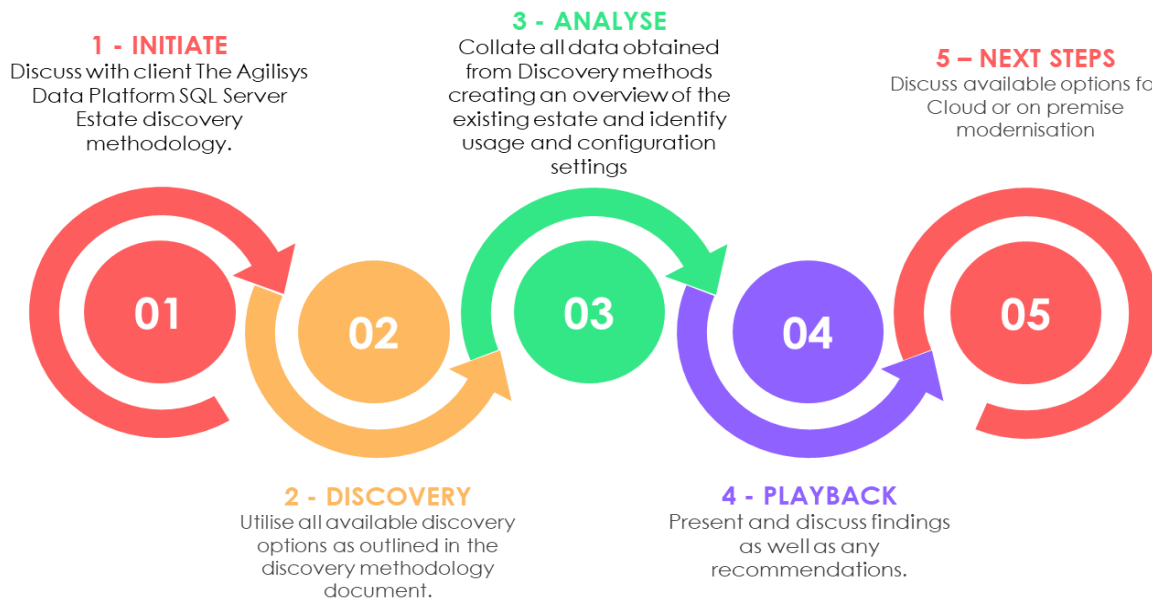 1 - INITIATE
Discuss with client The Agilisys
Data Platform SQL Server
Estate discovery
methodology.
01
2 - DISCOVERY
Utilise all available discovery
options as outlined in the
discovery methodology
document.
02
3 - ANALYSE
Collate all data obtained
from Discovery methods
creating an overview of the
existing estate and identify
usage and configuration
settings
03
4 - PLAYBACK
Present and discuss findings
as well as any
recommendations.
04
5 – NEXT STEPS
Discuss available options fo
Cloud or on premise
modernisation
05